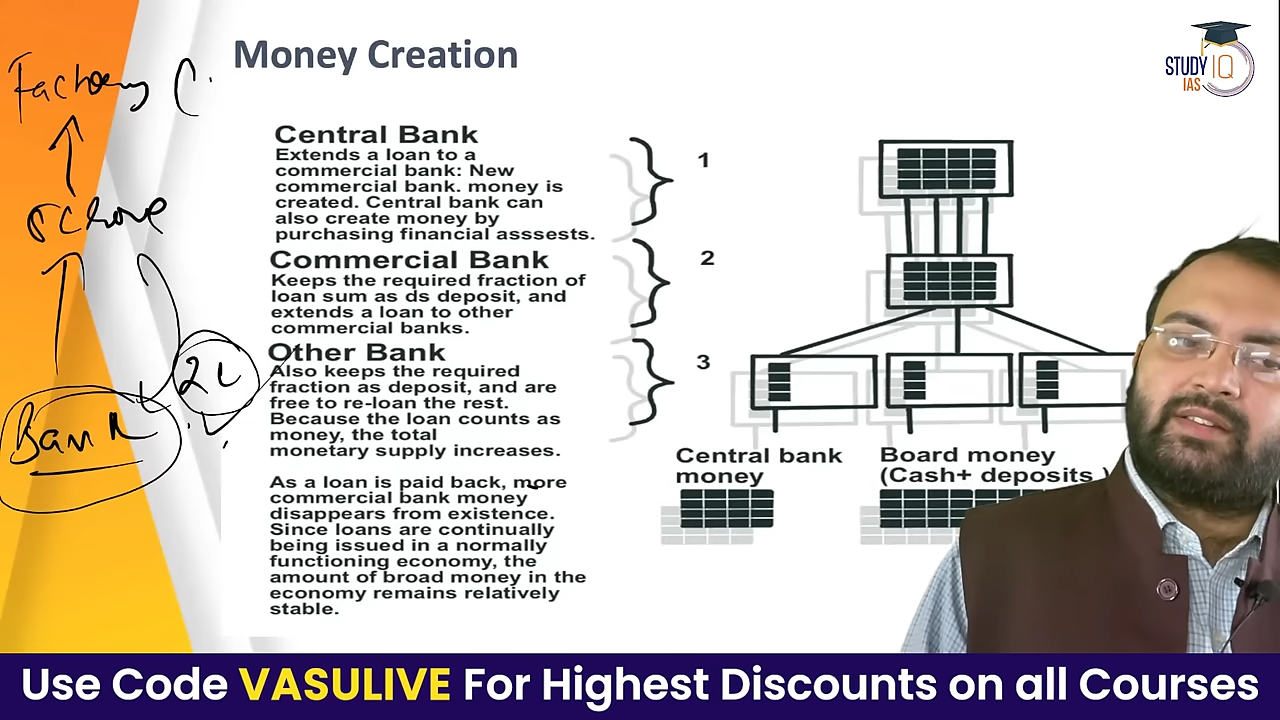 Money Creation
STUDY IQ
IAS
Factory
Bank
2L
Central Bank
Extends a loan to a
commercial bank: New
commercial bank. money is
created. Central bank can
also create money by
purchasing financial asssests.
Commercial Bank
Keeps the required fraction of
loan sum as ds deposit, and
extends a loan to other
commercial banks.
Other Bank
Also keeps the required
fraction as deposit, and are
free to re-loan the rest.
Because the loan counts as
money, the total
monetary supply increases.
As a loan is paid back, more
commercial bank money
disappears from existence.
Since loans are continually
being issued in a normally
functioning economy, the
amount of broad money in the
economy remains relatively
stable.
1
2
3
Central bank
money
Board money
(Cash+ deposits )
Use Code VASULIVE For Highest Discounts on all Courses